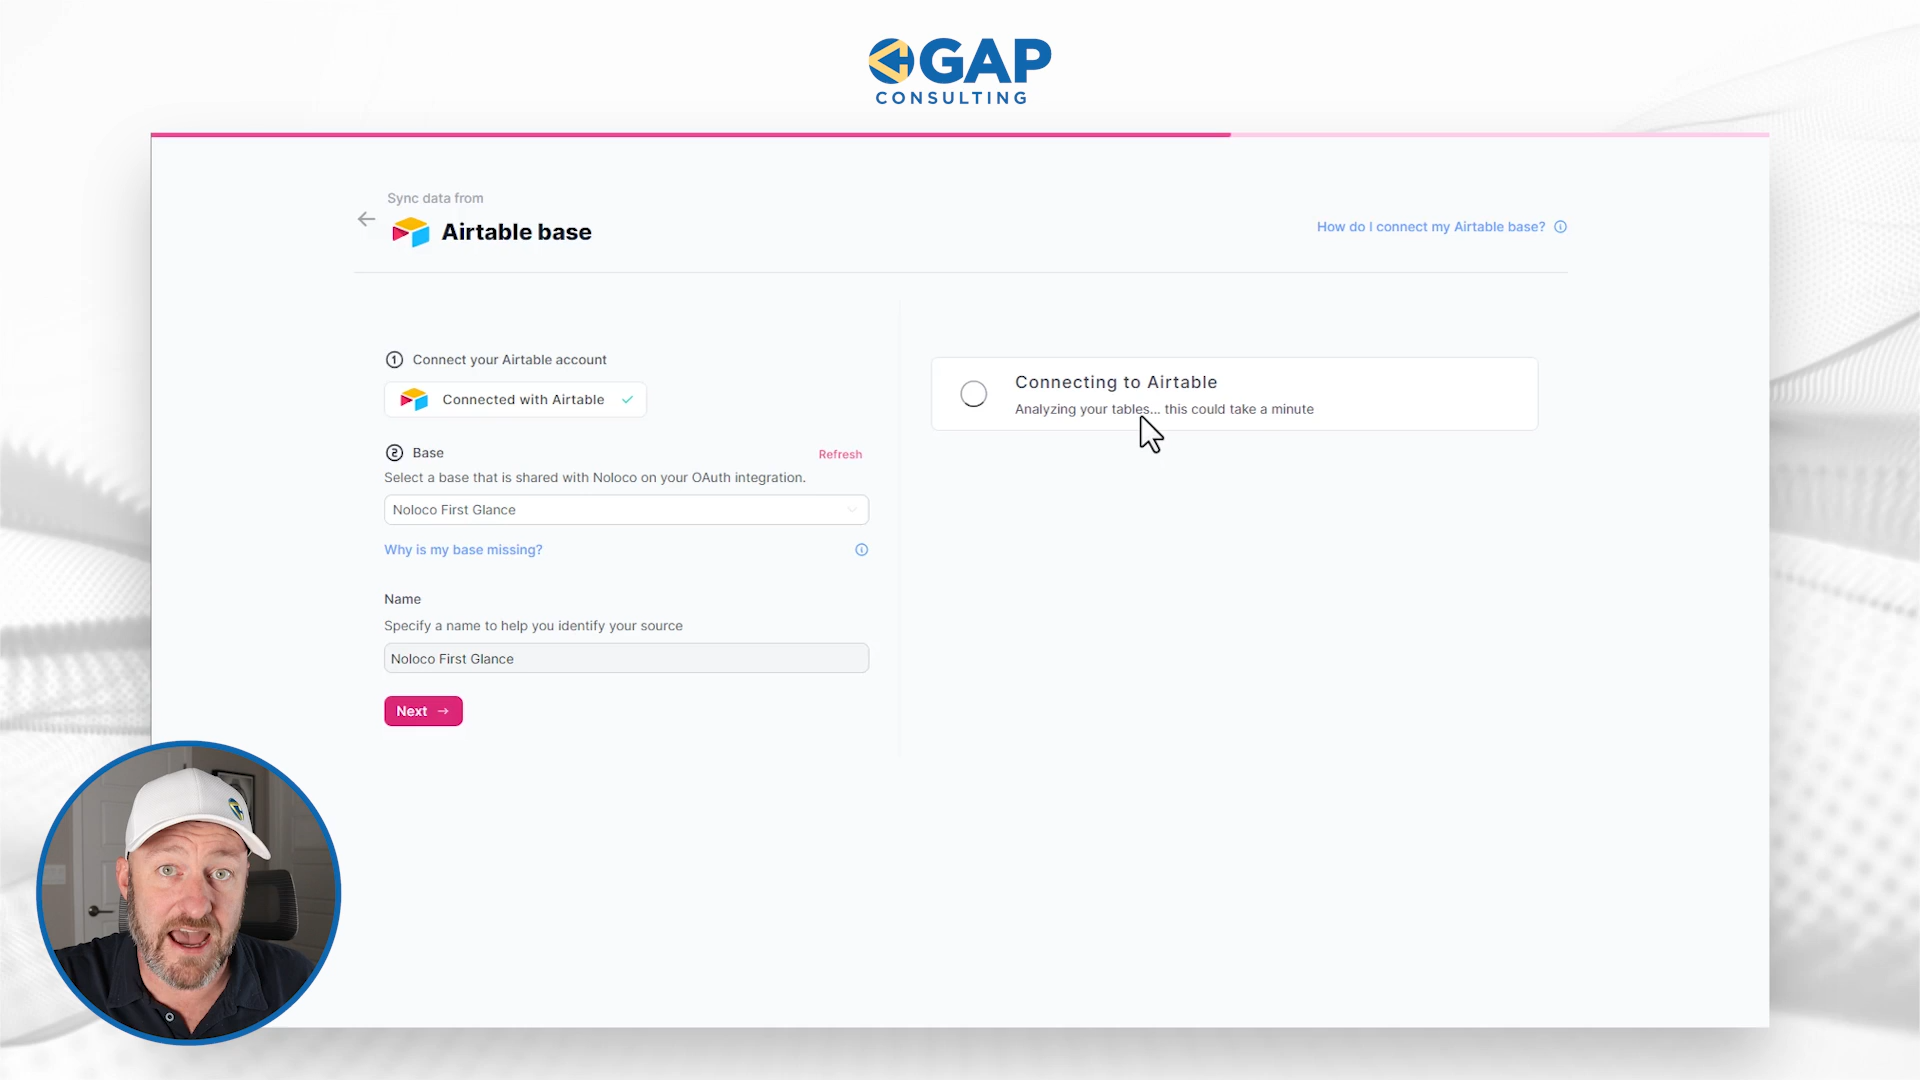 GAP
CONSULTING
Sync data from
Airtable base
How do I connect my Airtable base?
1 Connect your Airtable account
Connected with Airtable
2 Base
Refresh
Select a base that is shared with Noloco on your OAuth integration.
Noloco First Glance
Why is my base missing?
Name
Specify a name to help you identify your source
Noloco First Glance
Next →
Connecting to Airtable
Analyzing your tables... this could take a minute